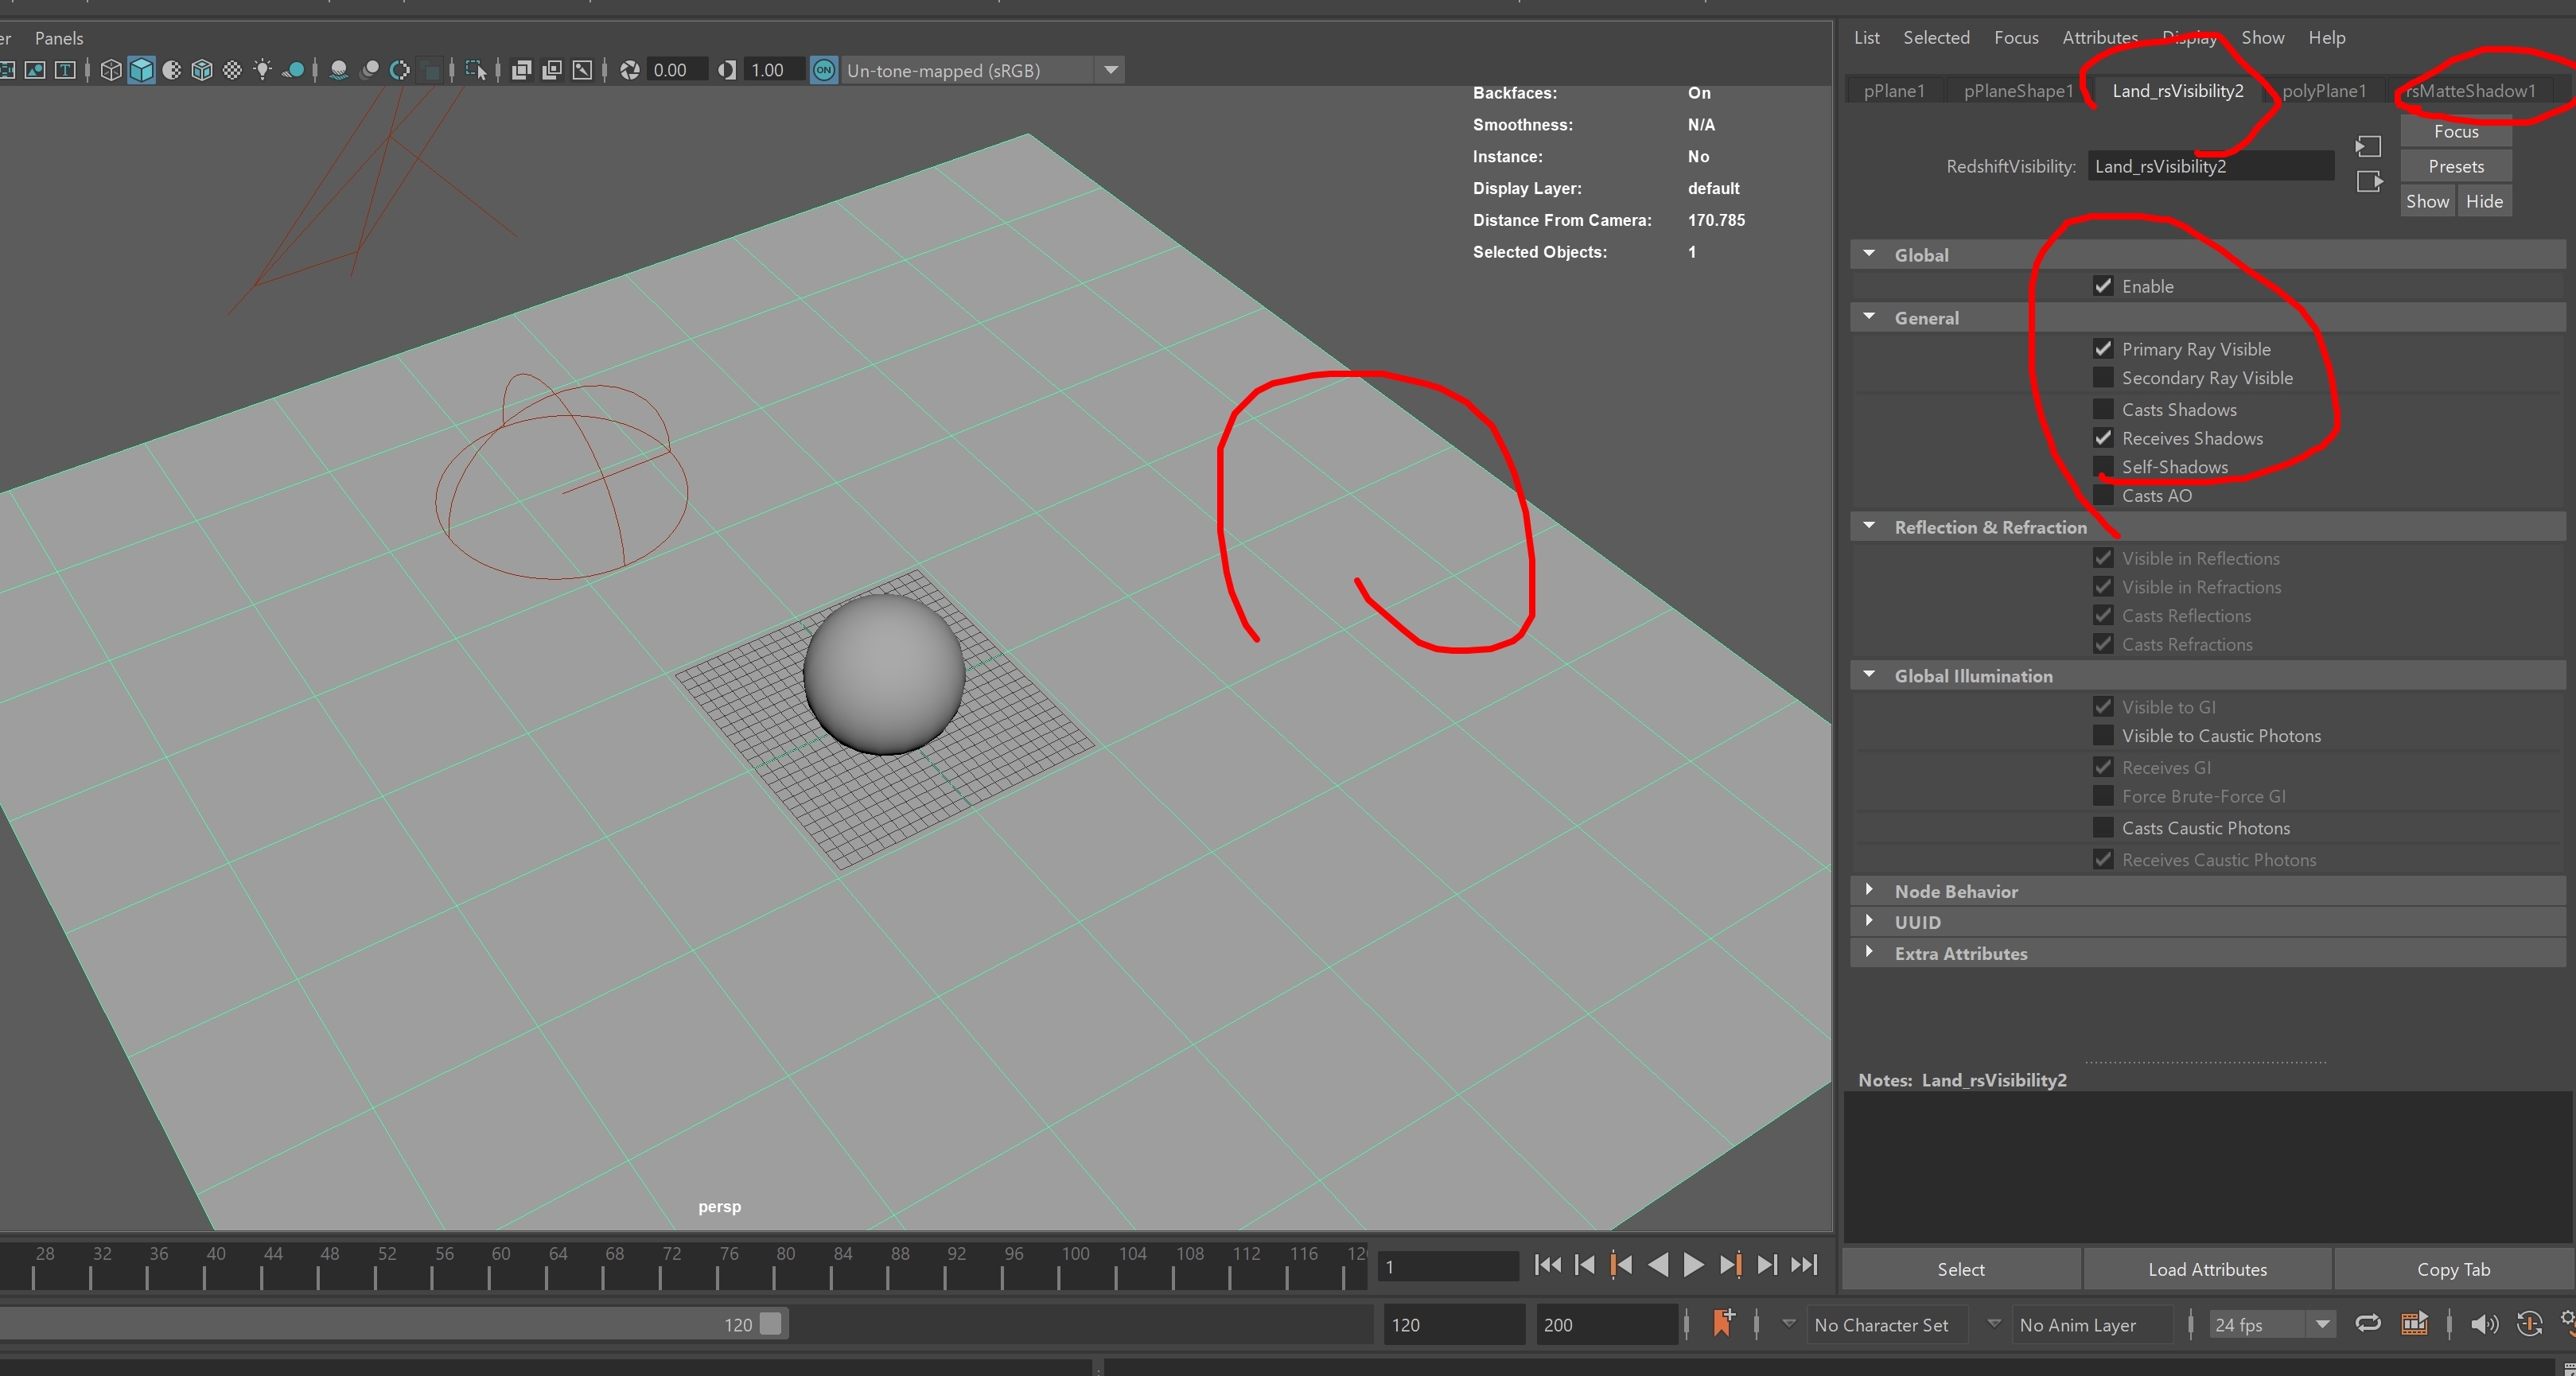 er Panels
List Selected Focus Attributes Display Show Help
0.00 1.00 ON Un-tone-mapped (sRGB)
pPlane1 pPlaneShape1 Land_rsVisibility2 polyPlane1 rsMatteShadow1
Backfaces: On
Smoothness: N/A
Instance: No
Display Layer: default
Distance From Camera: 170.785
Selected Objects: 1
persp
Focus
RedshiftVisibility: Land_rsVisibility2 Presets
Show Hide
Global
Enable
General
Primary Ray Visible
Secondary Ray Visible
Casts Shadows
Receives Shadows
Self-Shadows
Casts AO
Reflection & Refraction
Visible in Reflections
Visible in Refractions
Casts Reflections
Casts Refractions
Global Illumination
Visible to GI
Visible to Caustic Photons
Receives GI
Force Brute-Force GI
Casts Caustic Photons
Receives Caustic Photons
Node Behavior
UUID
Extra Attributes
Notes: Land_rsVisibility2
Select Load Attributes Copy Tab
28 32 36 40 44 48 52 56 60 64 68 72 76 80 84 88 92 96 100 104 108 112 116 1
120 120 200 No Character Set No Anim Layer 24 fps